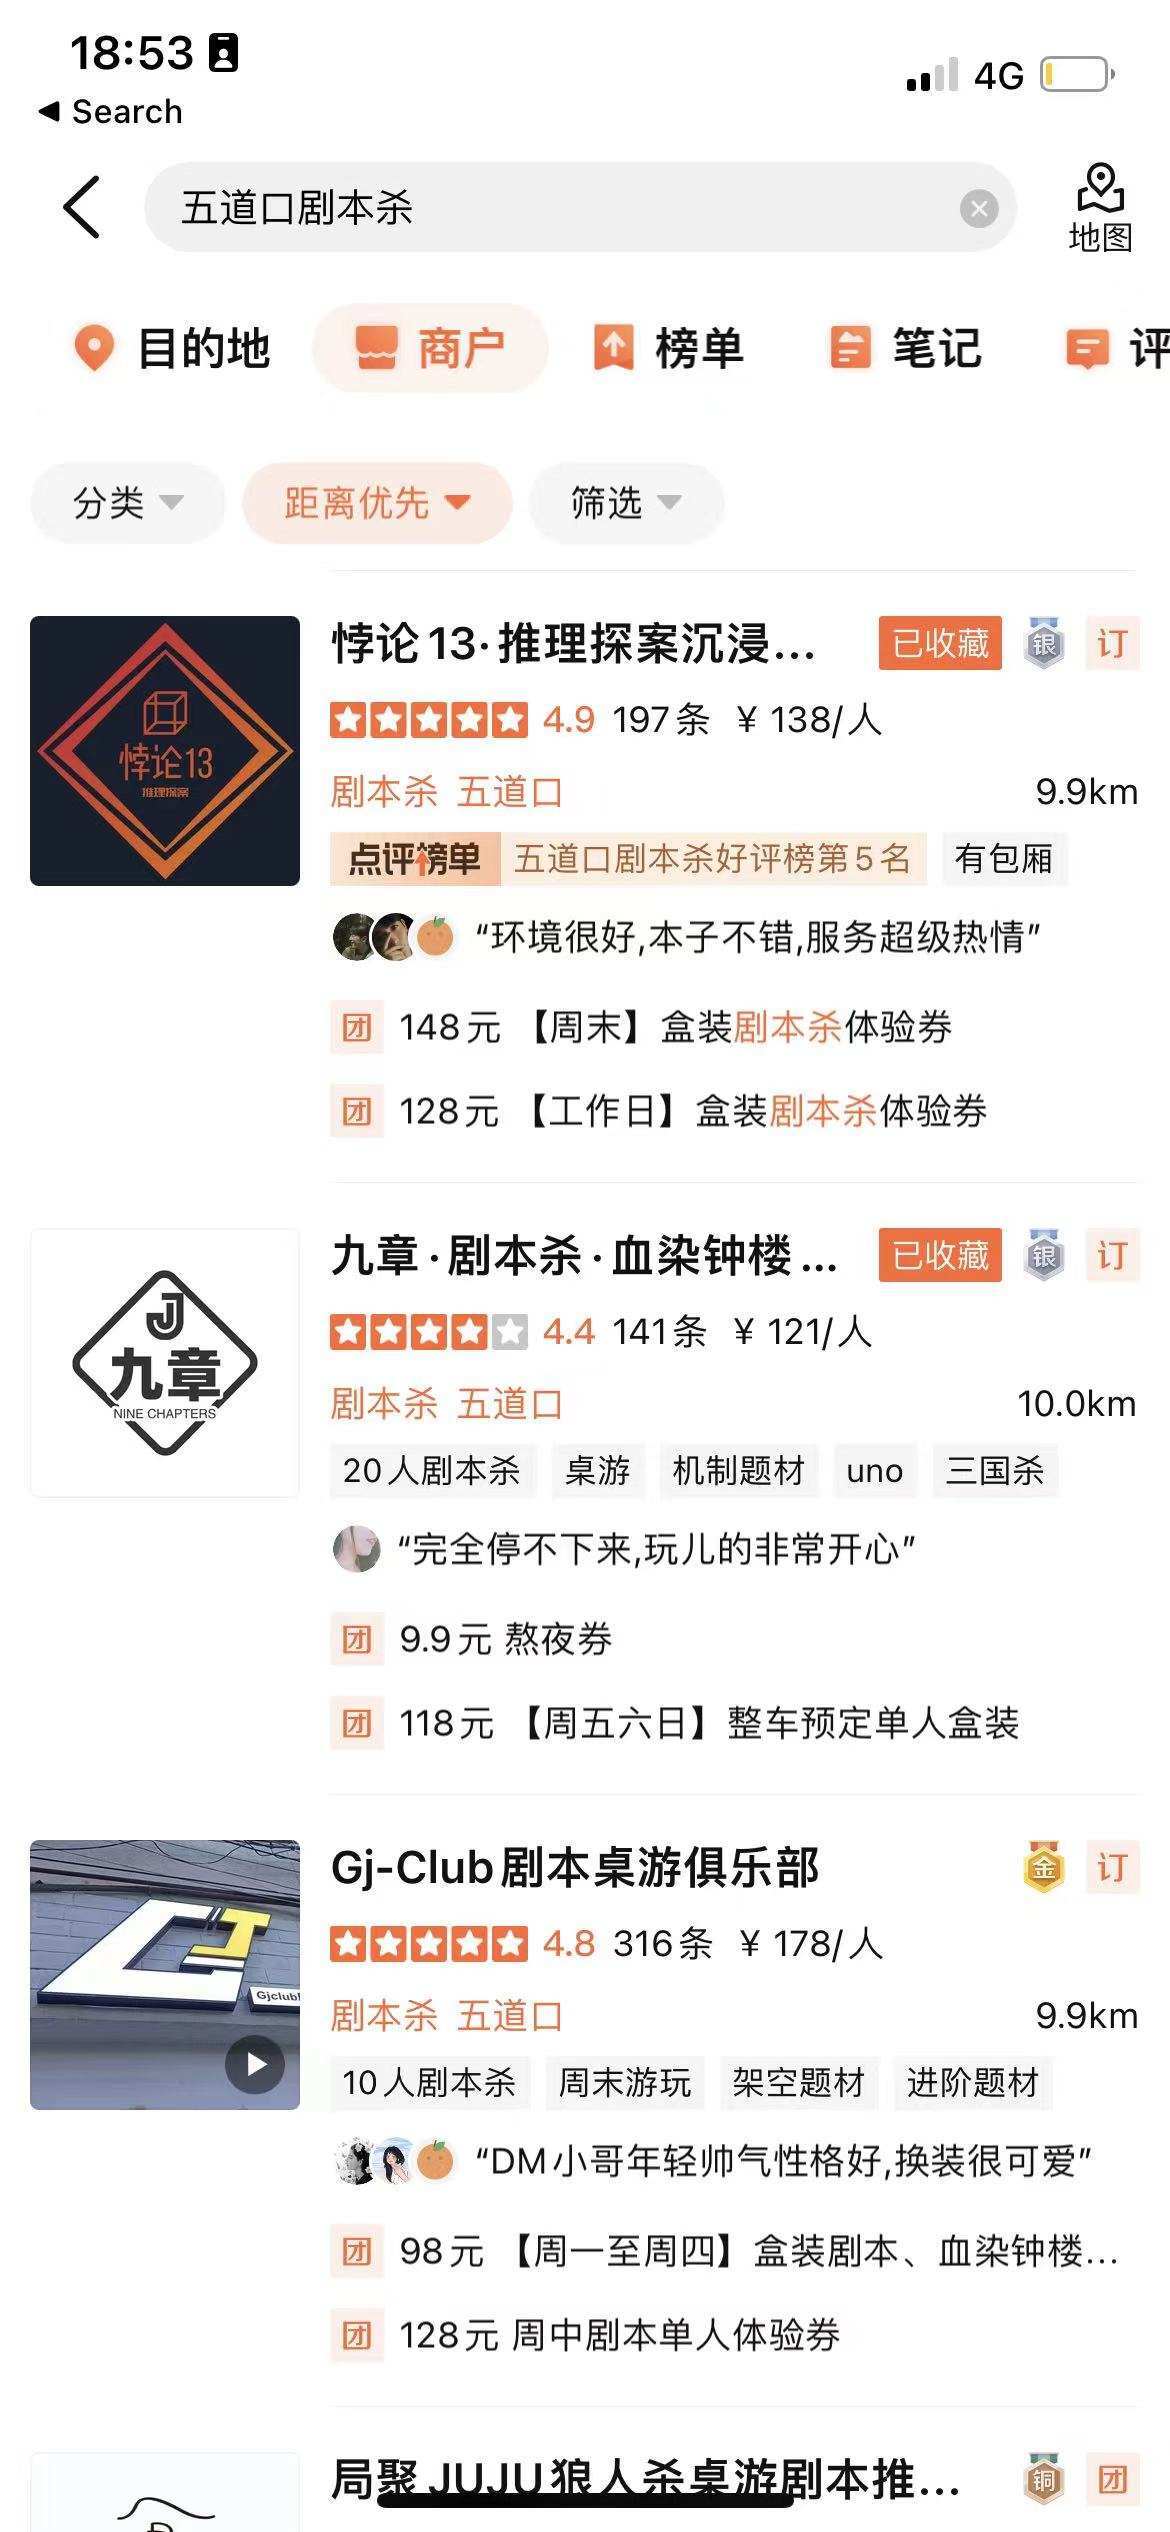 18:53
4G
Search
五道口剧本杀
地图
目的地 商户 榜单 笔记 评
分类 距离优先 筛选
悖论13·推理探案沉浸... 已收藏 银 订
4.9 197条 ¥ 138/人
剧本杀 五道口 9.9km
点评榜单 五道口剧本杀好评榜第5名 有包厢
“环境很好,本子不错,服务超级热情”
团 148元 【周末】盒装剧本杀体验券
团 128元 【工作日】盒装剧本杀体验券
悖论13
推理探案
九章·剧本杀·血染钟楼... 已收藏 银 订
4.4 141条 ¥ 121/人
剧本杀 五道口 10.0km
20人剧本杀 桌游 机制题材 uno 三国杀
“完全停不下来,玩儿的非常开心”
团 9.9元 熬夜券
团 118元 【周五六日】整车预定单人盒装
J
九章
NINE CHAPTERS
Gj-Club剧本桌游俱乐部 金 订
4.8 316条 ¥ 178/人
剧本杀 五道口 9.9km
10人剧本杀 周末游玩 架空题材 进阶题材
“DM小哥年轻帅气性格好,换装很可爱”
团 98元 【周一至周四】盒装剧本、血染钟楼...
团 128元 周中剧本单人体验券
GJ
Gjclub
局聚JUJU狼人杀桌游剧本推... 铜 团